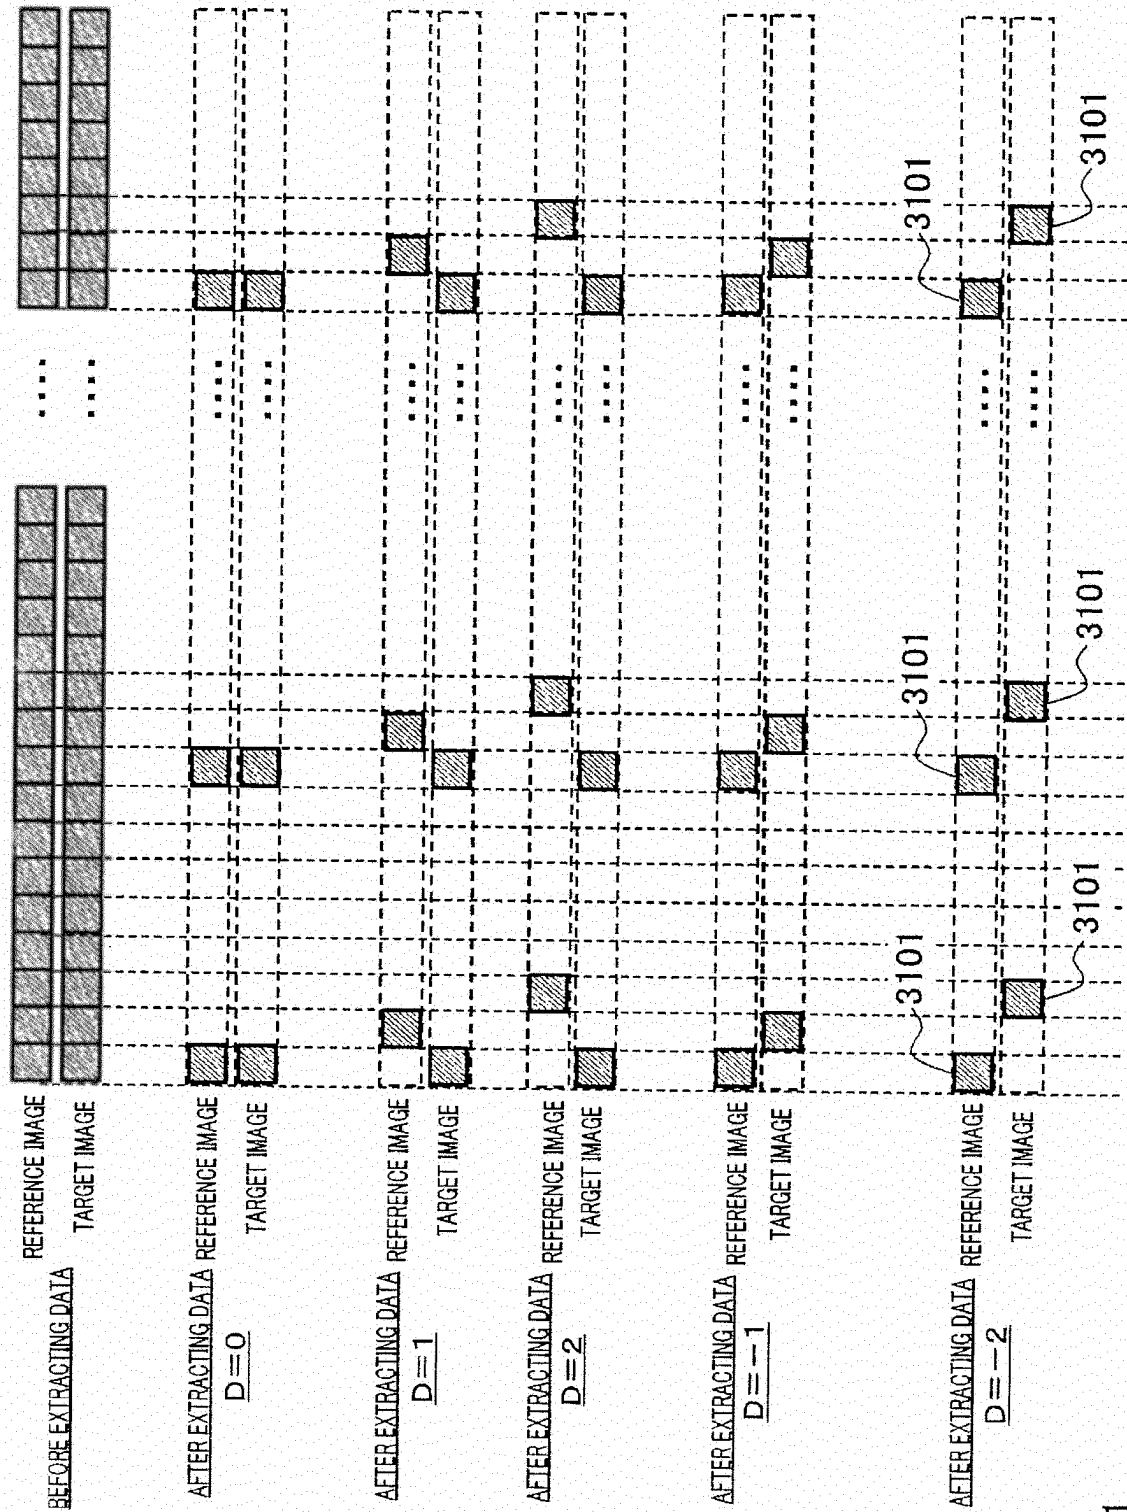 BEFORE EXTRACTING DATA
REFERENCE IMAGE ....
TARGET IMAGE ....
AFTER EXTRACTING DATA
D=0
REFERENCE IMAGE ....
TARGET IMAGE ....
AFTER EXTRACTING DATA
D=1
REFERENCE IMAGE ....
TARGET IMAGE ....
AFTER EXTRACTING DATA
D=2
REFERENCE IMAGE ....
TARGET IMAGE ....
AFTER EXTRACTING DATA
D=-1
REFERENCE IMAGE ....
TARGET IMAGE ....
AFTER EXTRACTING DATA
D=-2
3101 3101 3101
REFERENCE IMAGE ....
TARGET IMAGE ....
3101 3101 3101
1